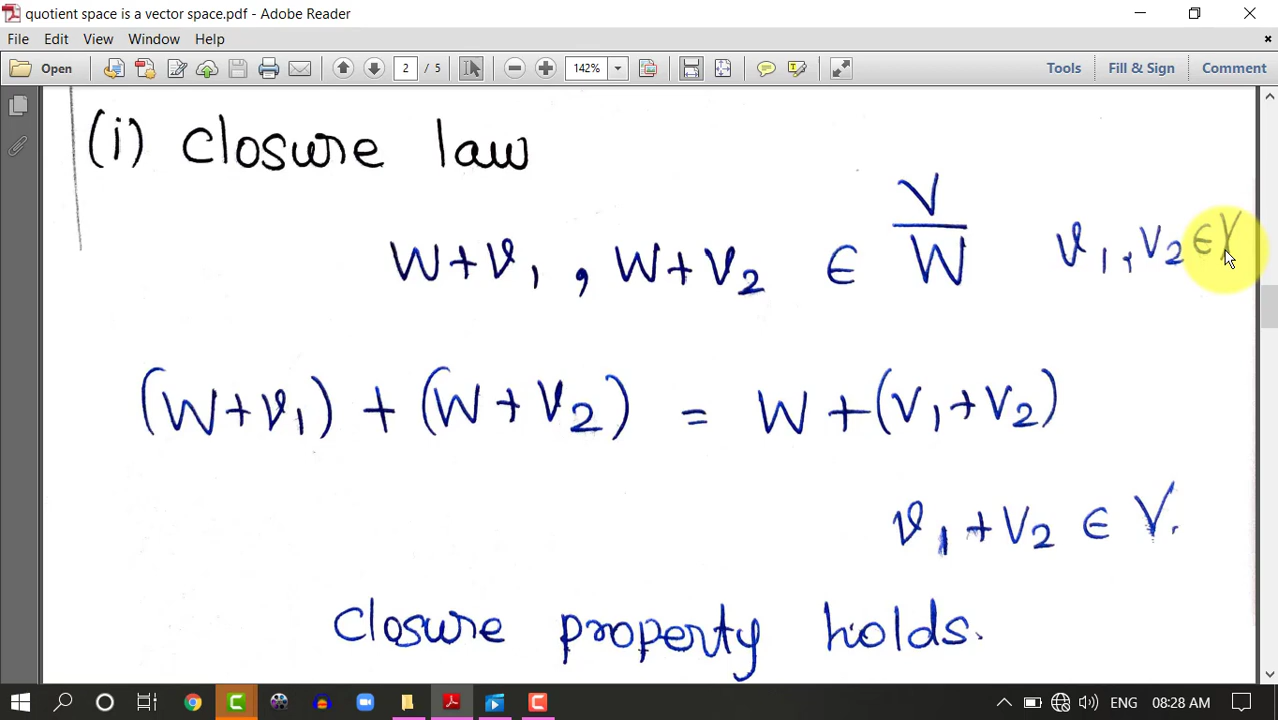 quotient space is a vector space.pdf - Adobe Reader
File Edit View Window Help
Open 2 / 5 142% Tools Fill & Sign Comment
(i) Closure law
W+v₁ , W+v₂ ∈ V/W v₁, v₂ ∈ V
(W+v₁) + (W+v₂) = W+(v₁+v₂)
v₁+v₂ ∈ V.
Closure property holds.
ENG 08:28 AM